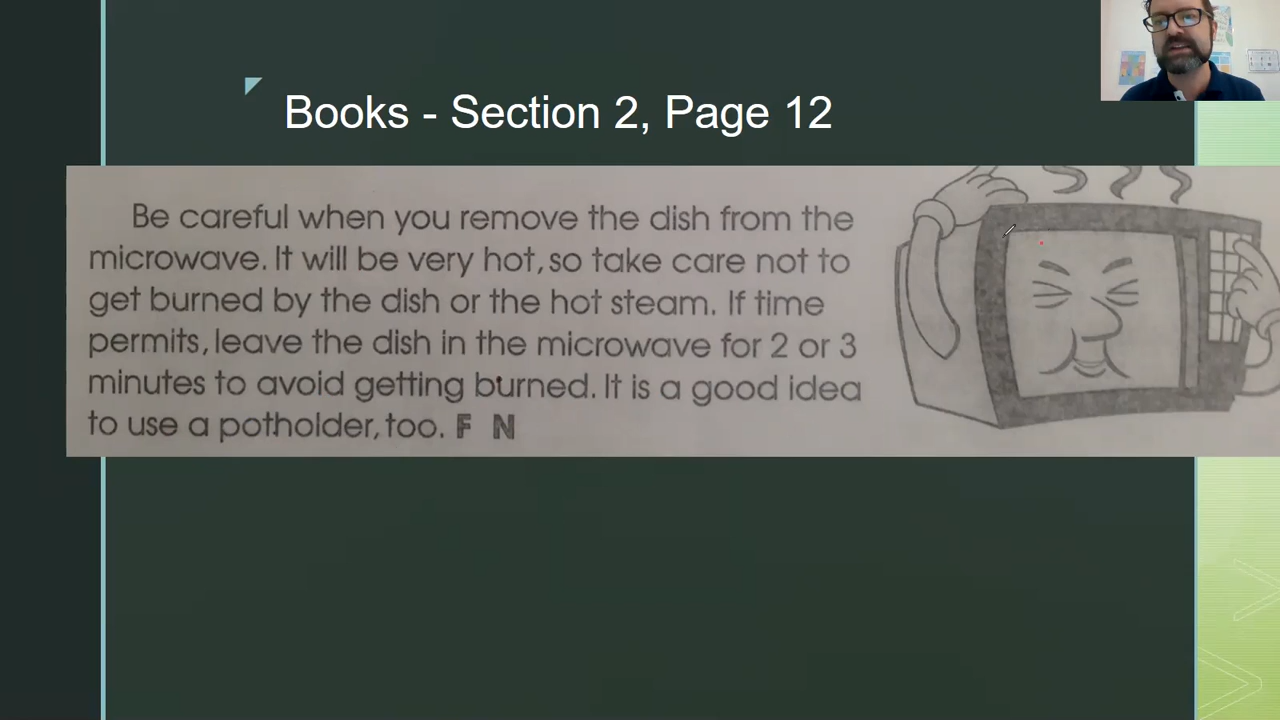 Books - Section 2, Page 12
Be careful when you remove the dish from the
microwave. It will be very hot, so take care not to
get burned by the dish or the hot steam. If time
permits, leave the dish in the microwave for 2 or 3
minutes to avoid getting burned. It is a good idea
to use a potholder, too. F N